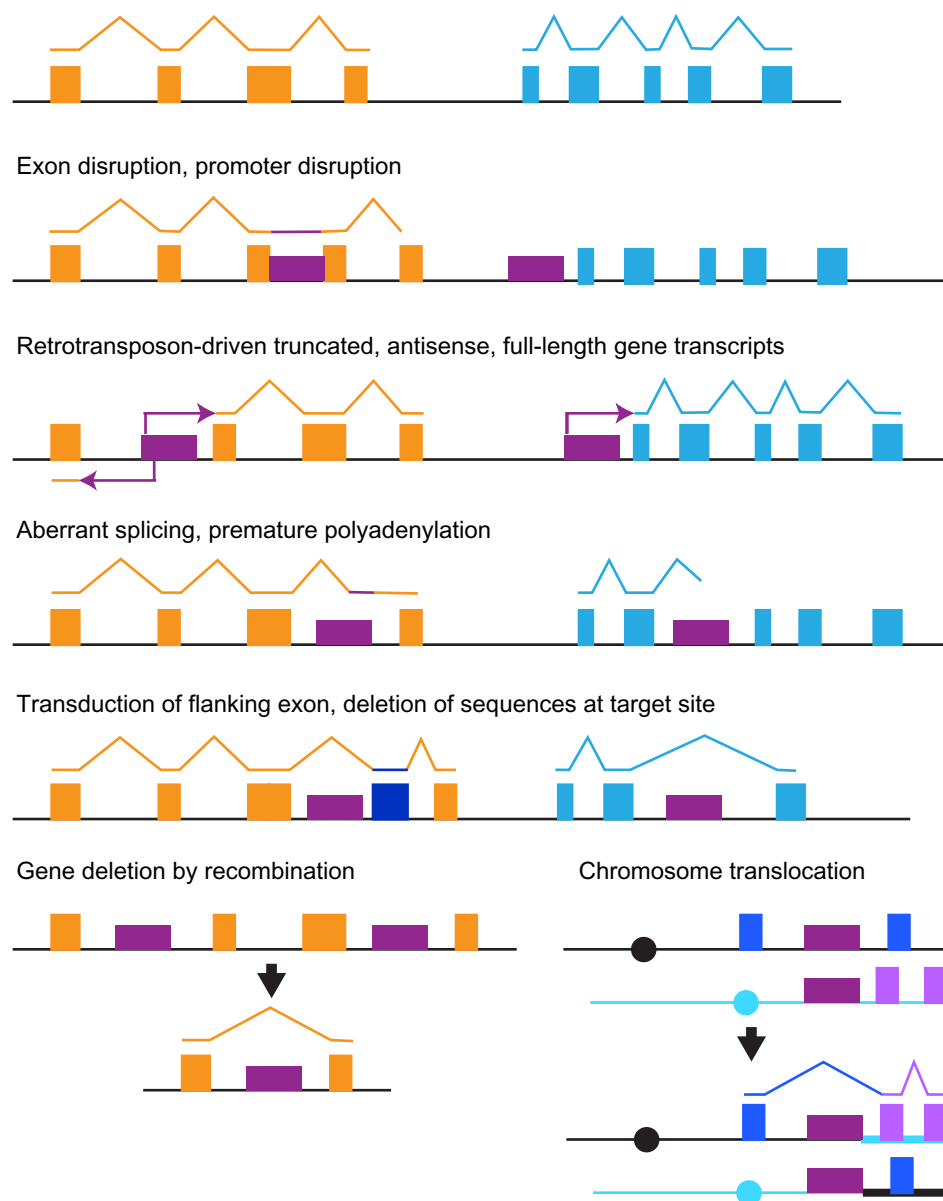 Exon disruption, promoter disruption
Retrotransposon-driven truncated, antisense, full-length gene transcripts
Aberrant splicing, premature polyadenylation
Transduction of flanking exon, deletion of sequences at target site
Gene deletion by recombination
Chromosome translocation